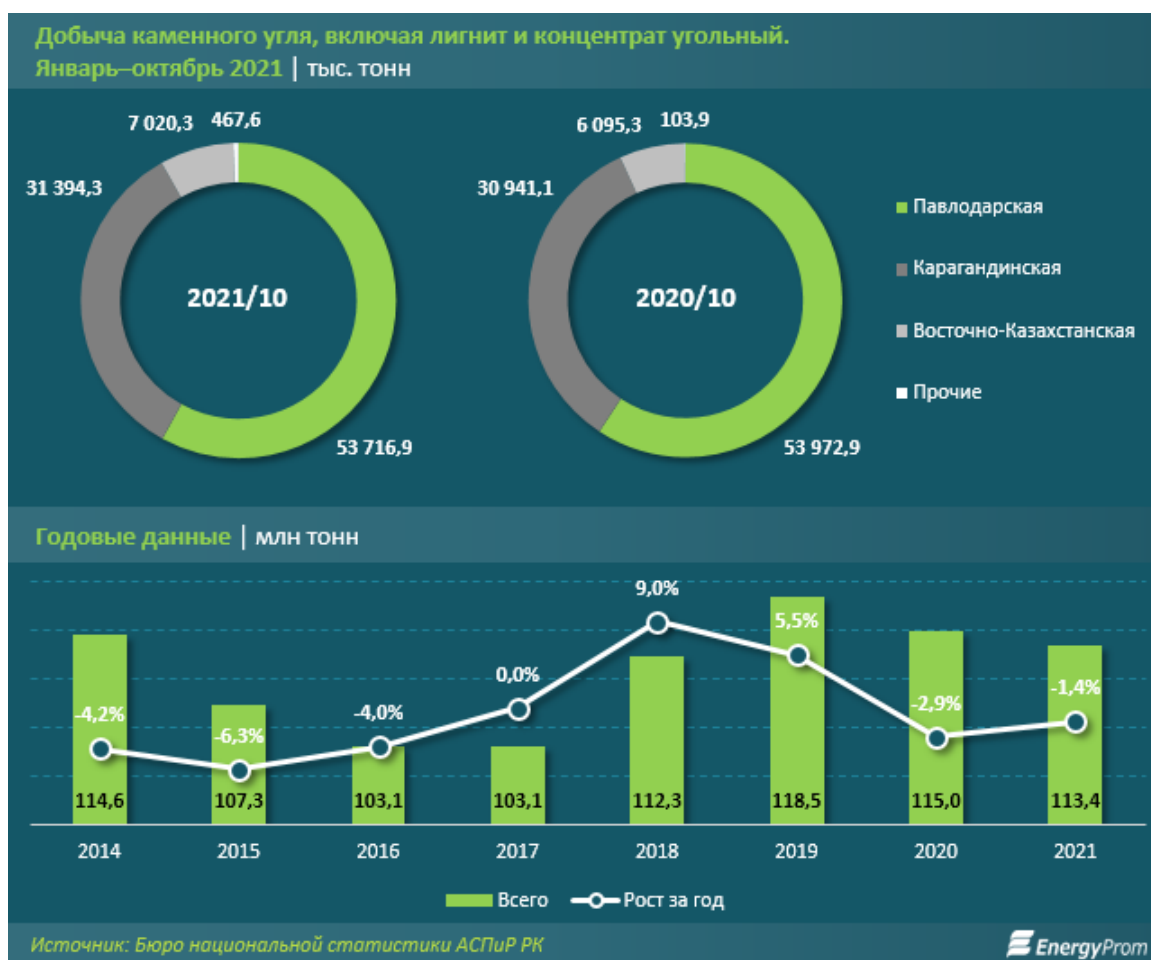 Добыча каменного угля, включая лигнит и концентрат угольный.
Январь–октябрь 2021 | тыс. тонн
7 020,3 467,6
31 394,3
2021/10
53 716,9
6 095,3 103,9
30 941,1
2020/10
53 972,9
Павлодарская
Карагандинская
Восточно-Казахстанская
Прочие
Годовые данные | млн тонн
-4,2% -6,3% -4,0% 0,0% 9,0% 5,5% -2,9% -1,4%
114,6 107,3 103,1 103,1 112,3 118,5 115,0 113,4
2014 2015 2016 2017 2018 2019 2020 2021
Всего Рост за год
Источник: Бюро национальной статистики АСПиР РК
EnergyProm